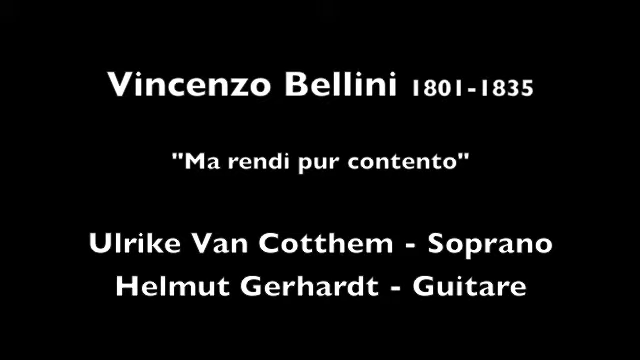 Vincenzo Bellini 1801-1835
"Ma rendi pur contento"
Ulrike Van Cotthem - Soprano
Helmut Gerhardt - Guitare